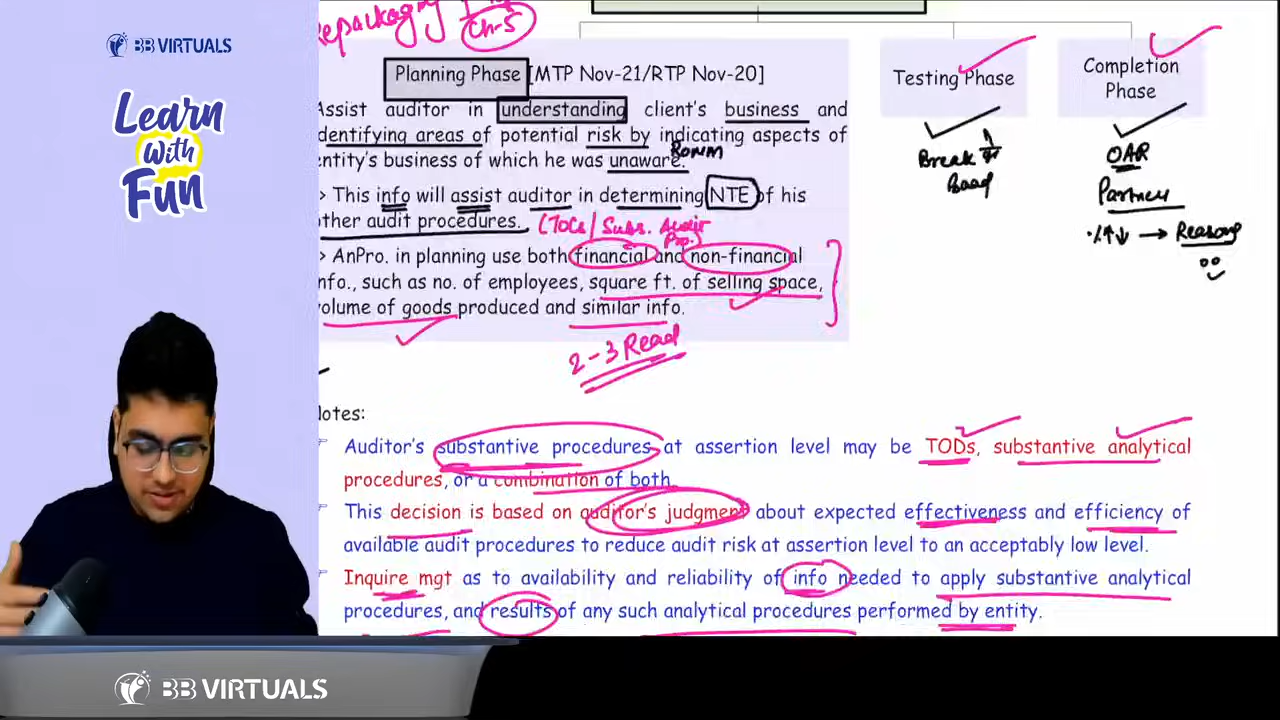 BB VIRTUALS
Learn
With
Fun
epackaging
Ch-5
Planning Phase [MTP Nov-21/RTP Nov-20]
Assist auditor in understanding client's business and
dentifying areas of potential risk by indicating aspects of
ntity's business of which he was unaware.
ROMM
> This info will assist auditor in determining NTE of his
other audit procedures.
(TOCs / Subs. Audit
Pro.)
> AnPro. in planning use both financial and non-financial
nfo., such as no. of employees, square ft. of selling space,
volume of goods produced and similar info.
2-3 Read
Testing Phase
Break
Completion
Phase
OAR
Partner
% ↑↓ → Reasons
Notes:
Auditor's substantive procedures at assertion level may be TODs, substantive analytical
procedures, or a combination of both.
This decision is based on auditor's judgment about expected effectiveness and efficiency of
available audit procedures to reduce audit risk at assertion level to an acceptably low level.
Inquire mgt as to availability and reliability of info needed to apply substantive analytical
procedures, and results of any such analytical procedures performed by entity.
BB VIRTUALS